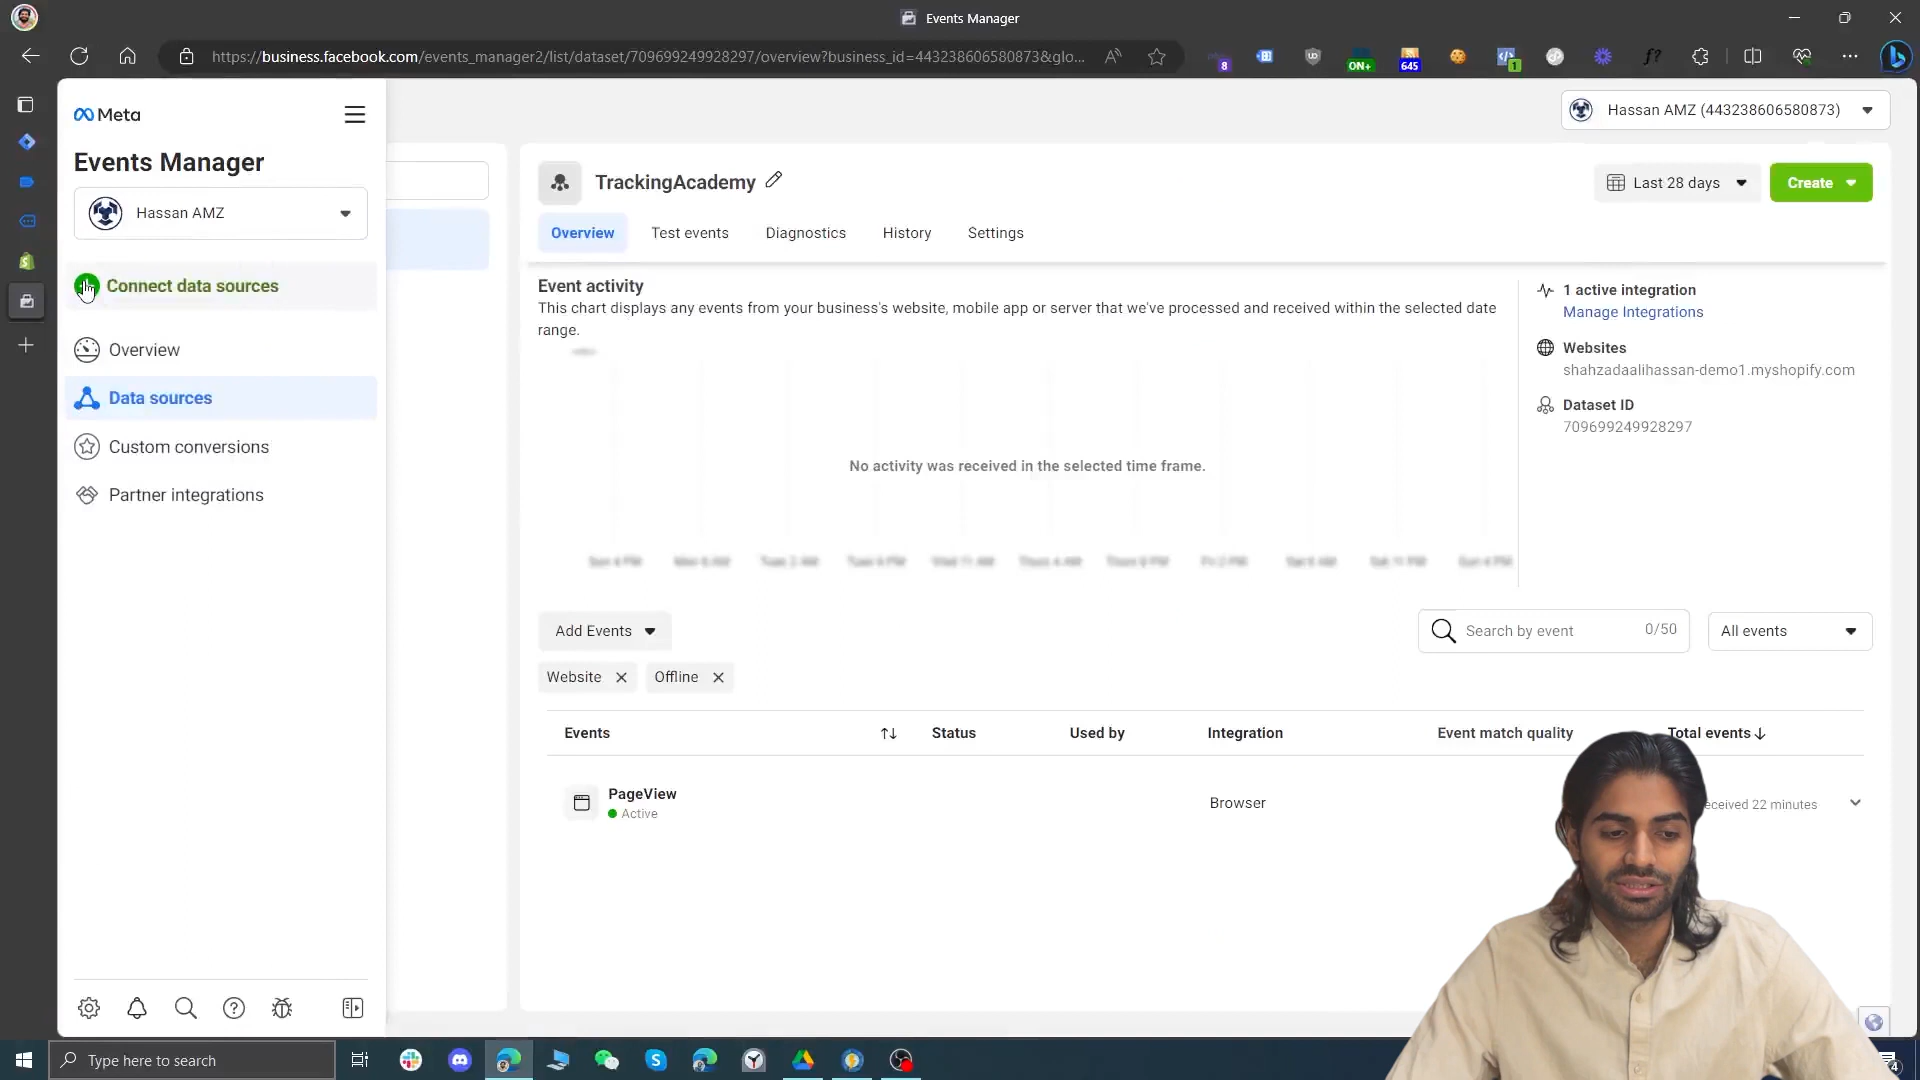 Events Manager
https://business.facebook.com/events_manager2/list/dataset/709699249928297/overview?business_id=443238606580873&glo...
8
ON+
645
1
Meta
Hassan AMZ (443238606580873)
Events Manager
Hassan AMZ
TrackingAcademy
Last 28 days
Create
Overview
Test events
Diagnostics
History
Settings
Connect data sources
Overview
Data sources
Custom conversions
Partner integrations
Event activity
This chart displays any events from your business's website, mobile app or server that we've processed and received within the selected date
range.
No activity was received in the selected time frame.
1 active integration
Manage Integrations
Websites
shahzadaalihassan-demo1.myshopify.com
Dataset ID
709699249928297
Add Events
Search by event
0/50
All events
Website
Offline
Events
Status
Used by
Integration
Event match quality
Total events
PageView
Active
Browser
22 minutes
Type here to search